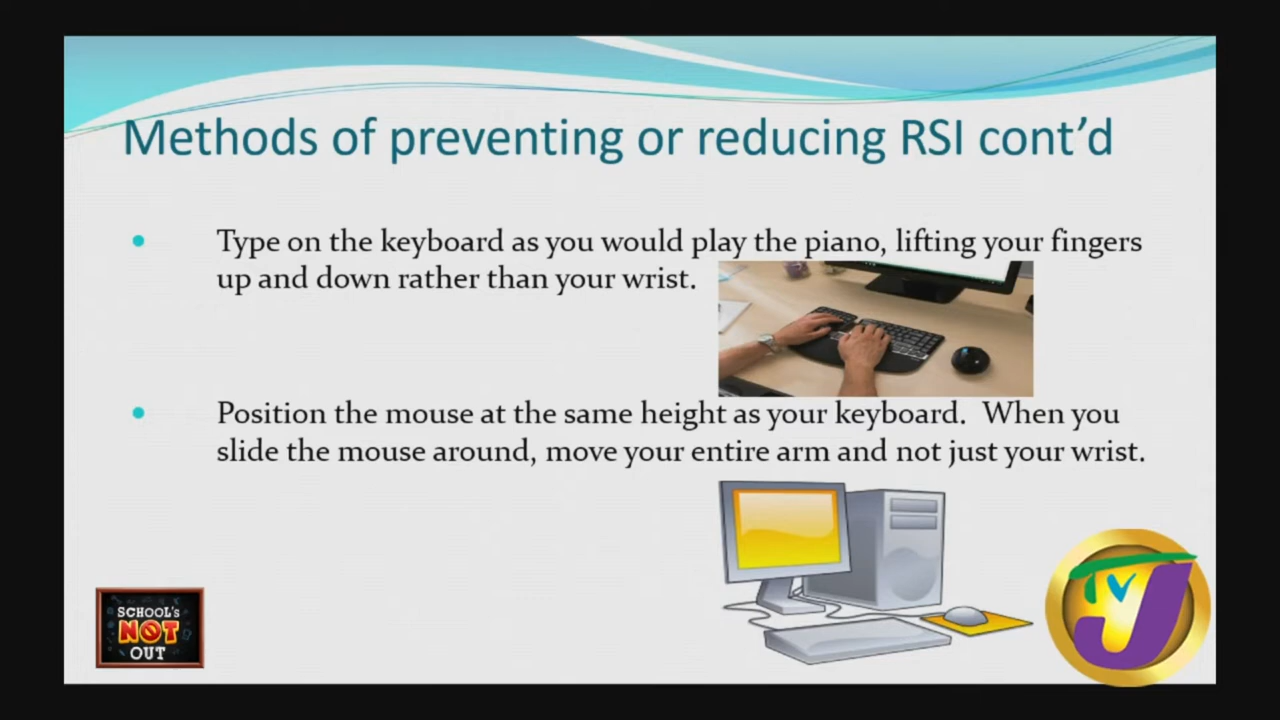 Methods of preventing or reducing RSI cont’d
Type on the keyboard as you would play the piano, lifting your fingers
up and down rather than your wrist.
Position the mouse at the same height as your keyboard.  When you
slide the mouse around, move your entire arm and not just your wrist.
SCHOOL's
NOT
OUT
TVJ